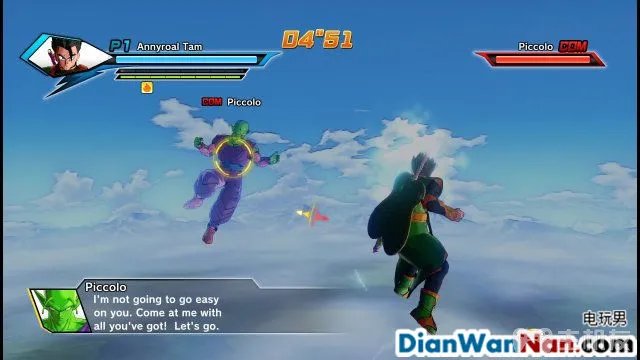 P1 Annyroal Tam
04"51
Piccolo COM
COM Piccolo
Piccolo
I'm not going to go easy
on you. Come at me with
all you've got! Let's go.
电玩男
DianWanNan.com